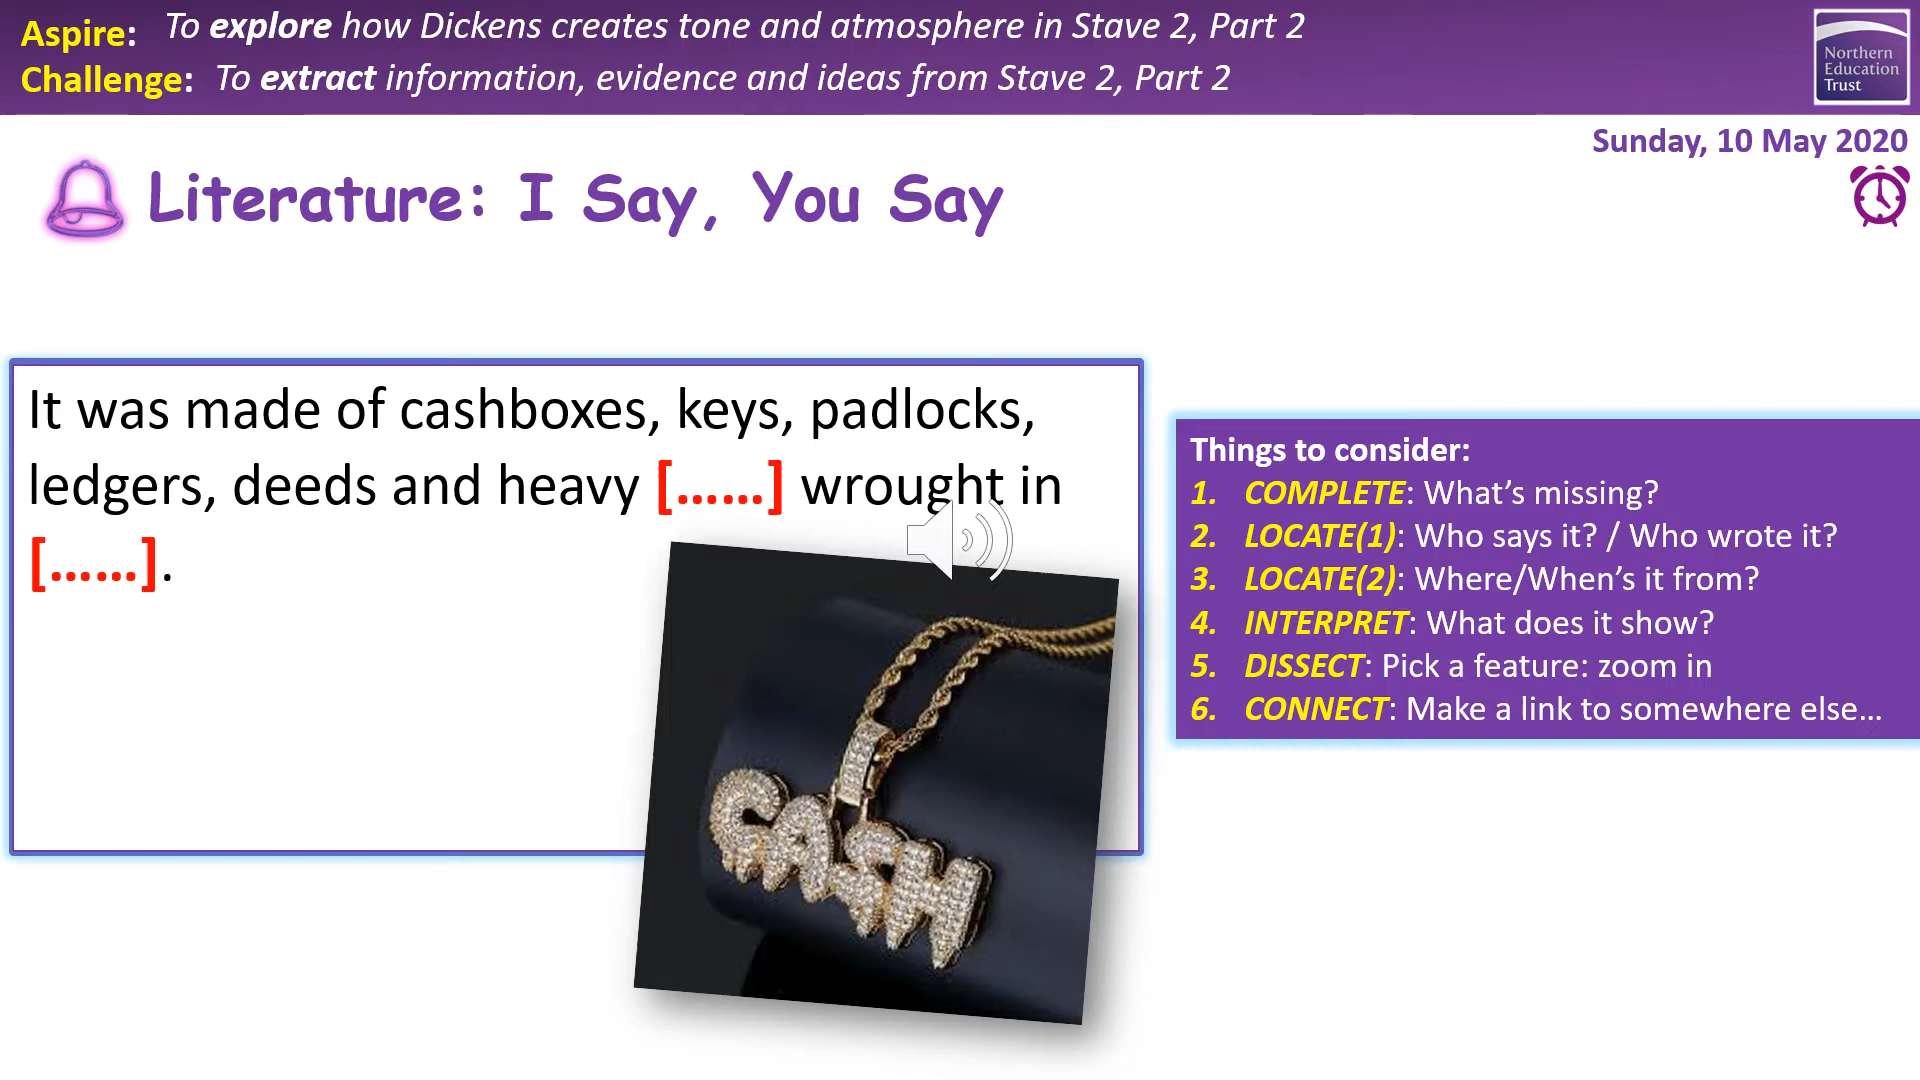 Aspire: To explore how Dickens creates tone and atmosphere in Stave 2, Part 2
Challenge: To extract information, evidence and ideas from Stave 2, Part 2
Northern
Education
Trust
Sunday, 10 May 2020
Literature: I Say, You Say
It was made of cashboxes, keys, padlocks,
ledgers, deeds and heavy [......] wrought in
[......].
CASH
Things to consider:
1. COMPLETE: What's missing?
2. LOCATE(1): Who says it? / Who wrote it?
3. LOCATE(2): Where/When's it from?
4. INTERPRET: What does it show?
5. DISSECT: Pick a feature: zoom in
6. CONNECT: Make a link to somewhere else...